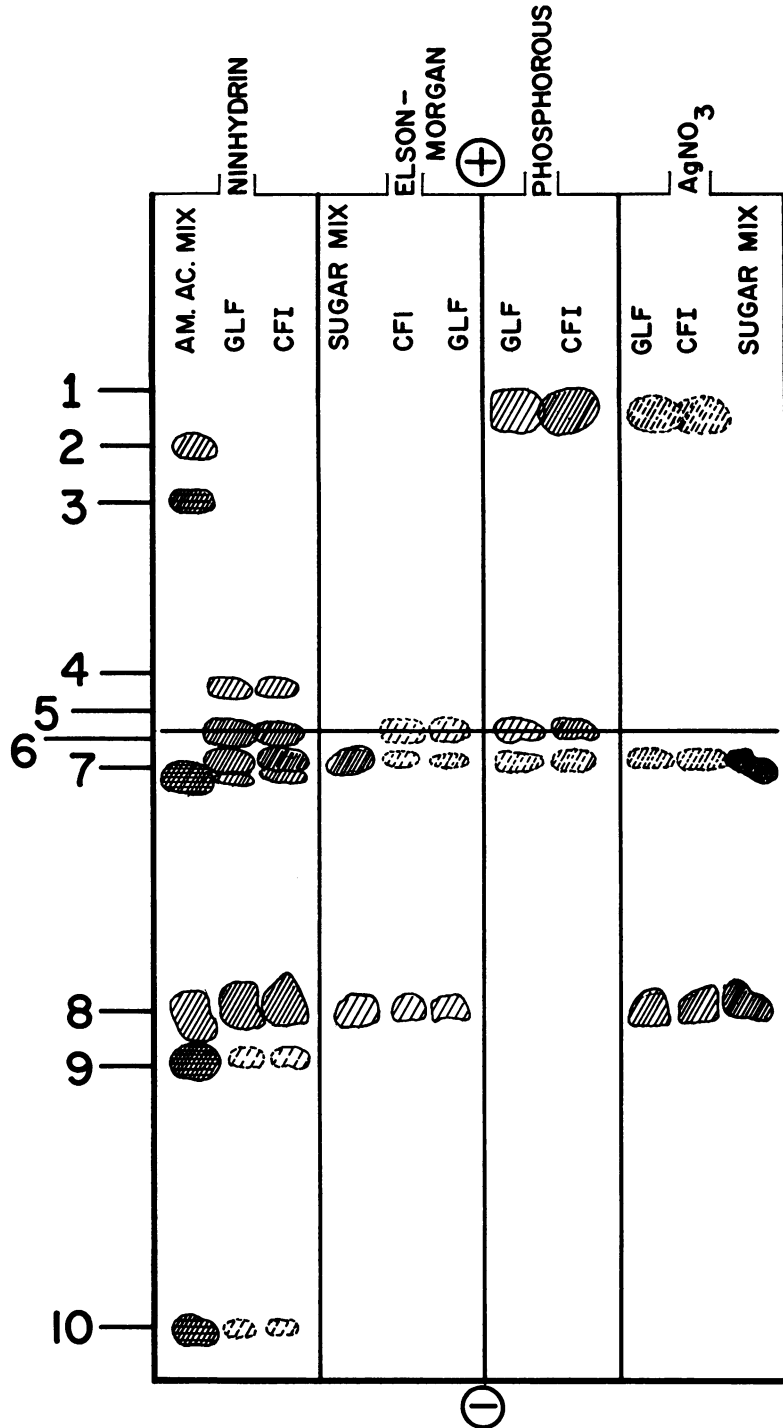 NINHYDRIN
ELSON-
MORGAN
+
PHOSPHOROUS
AgNO3
AM. AC. MIX
GLF
CFI
SUGAR MIX
CFI
GLF
GLF
CFI
GLF
CFI
SUGAR MIX
1
2
3
4
5
6
7
8
9
10
−